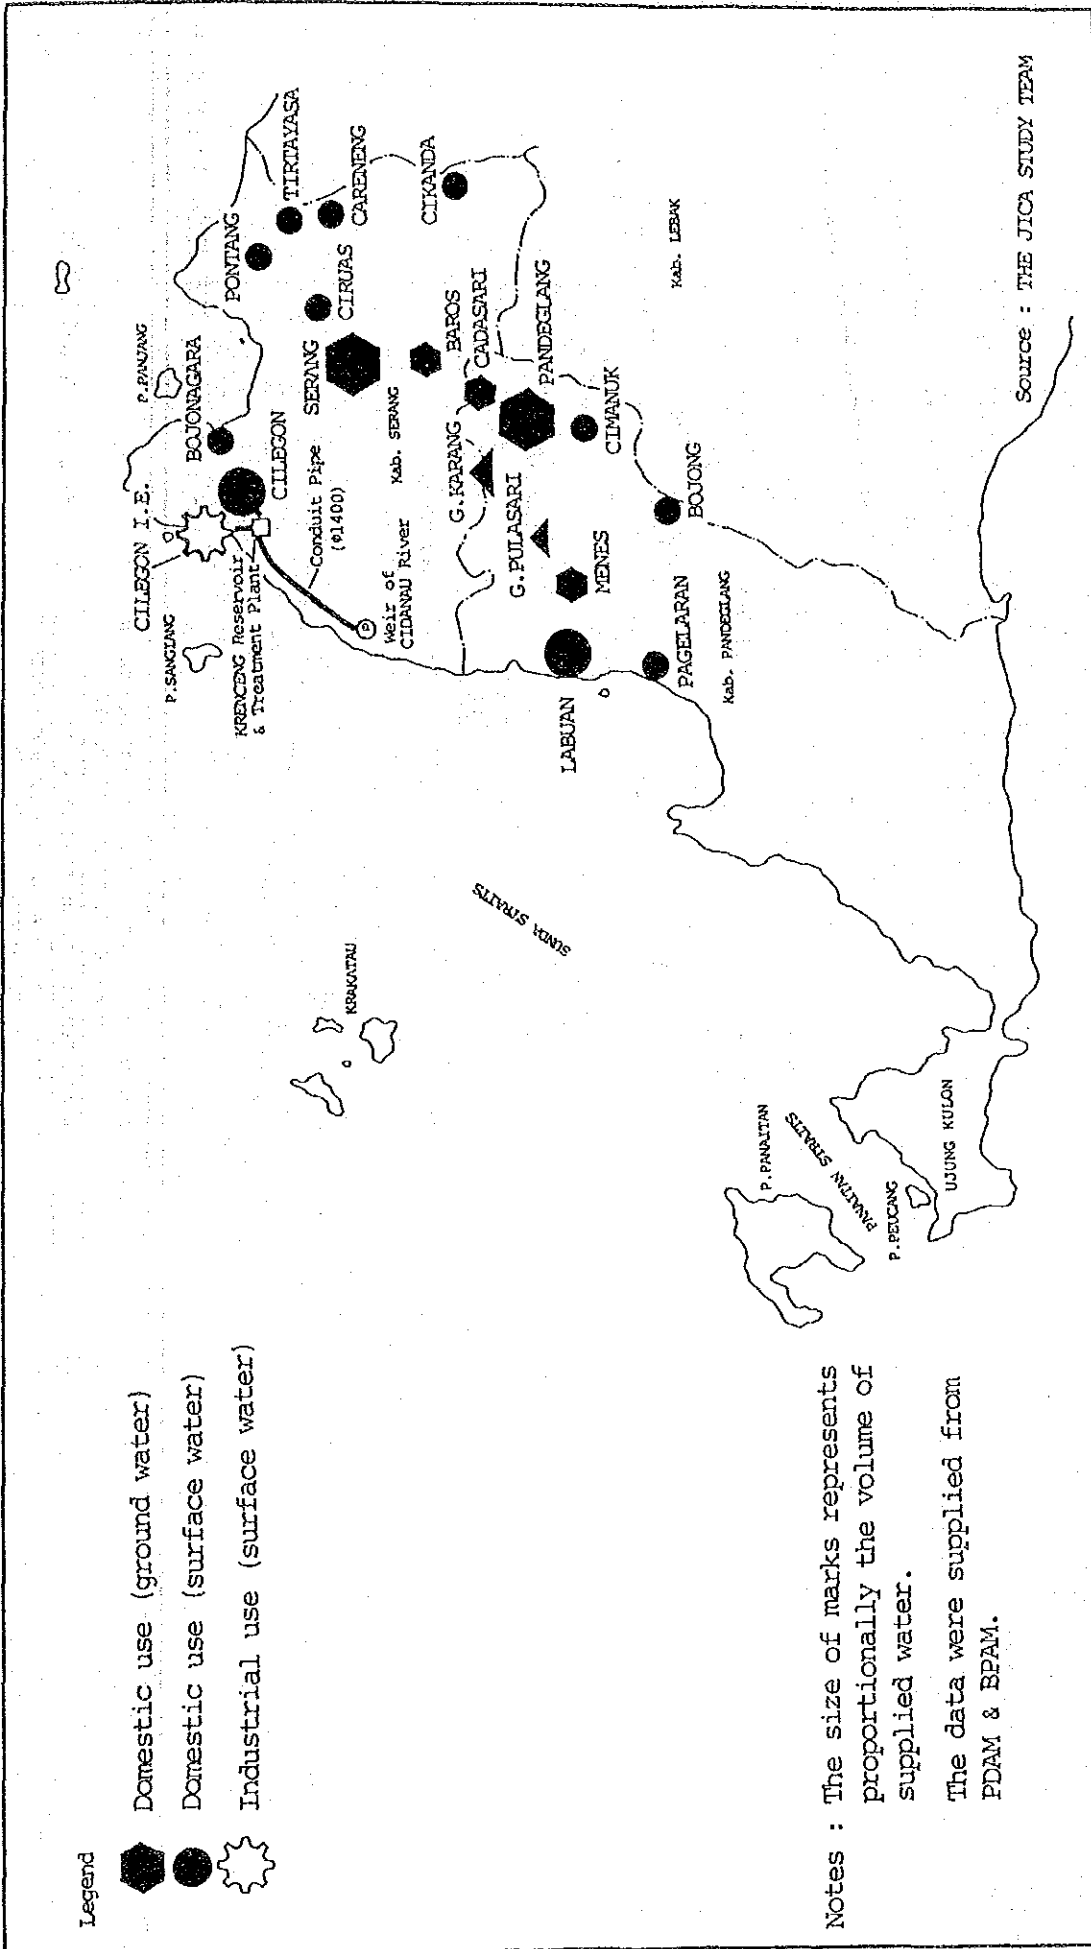 Legend
Domestic use (ground water)
Domestic use (surface water)
Industrial use (surface water)
Notes : The size of marks represents
proportionally the volume of
supplied water.
The data were supplied from
PDAM & BPAM.
CILEGON I.E.
P.SANGIANG
KRENCENG Reservoir
& Treatment Plant
BOJONAGARA
P.PANJANG
CILEGON
Conduit Pipe
(φ1400)
P
Weir of
CIDANAU River
PONTANG
TIRTAYASA
CARENENG
CIRUAS
SERANG
Kab. SERANG
CIKANDA
BAROS
CADASARI
G.KARANG
PANDEGLANG
G.PULASARI
CIMANUK
MENES
LABUAN
BOJONG
PAGELARAN
Kab. PANDEGLANG
Kab. LEBAK
KRAKATAU
SUNDA STRAITS
P.PANAITAN
PANAITAN STRAITS
P.PEUCANG
UJUNG KULON
Source : THE JICA STUDY TEAM